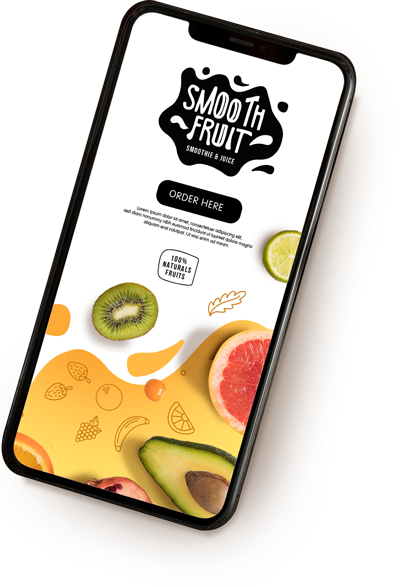 SMOOTH
FRUIT
SMOOTHIE & JUICE
ORDER HERE
Lorem ipsum dolor sit amet, consectetuer adipiscing elit,
sed diam nonummy nibh euismod tincidunt ut laoreet dolore magna
aliquam erat volutpat. Ut wisi enim ad minim
100%
NATURALS
FRUITS